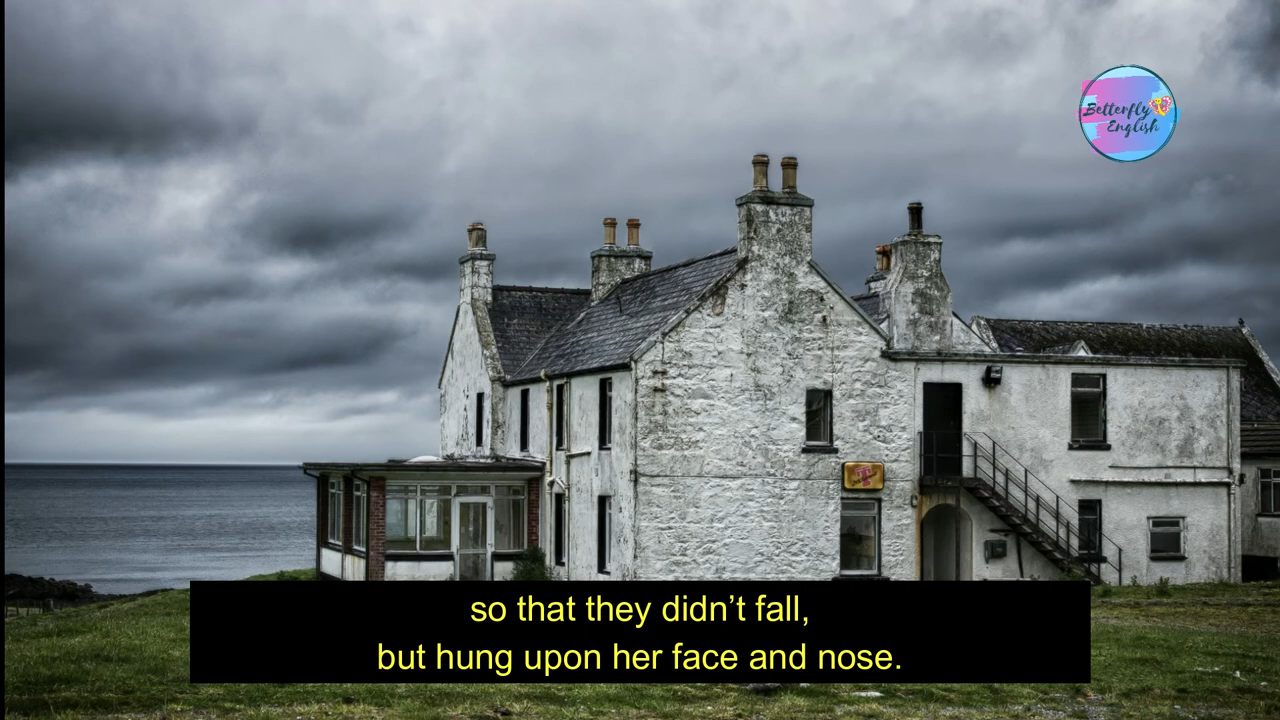 Betterfly
English
so that they didn’t fall,
but hung upon her face and nose.